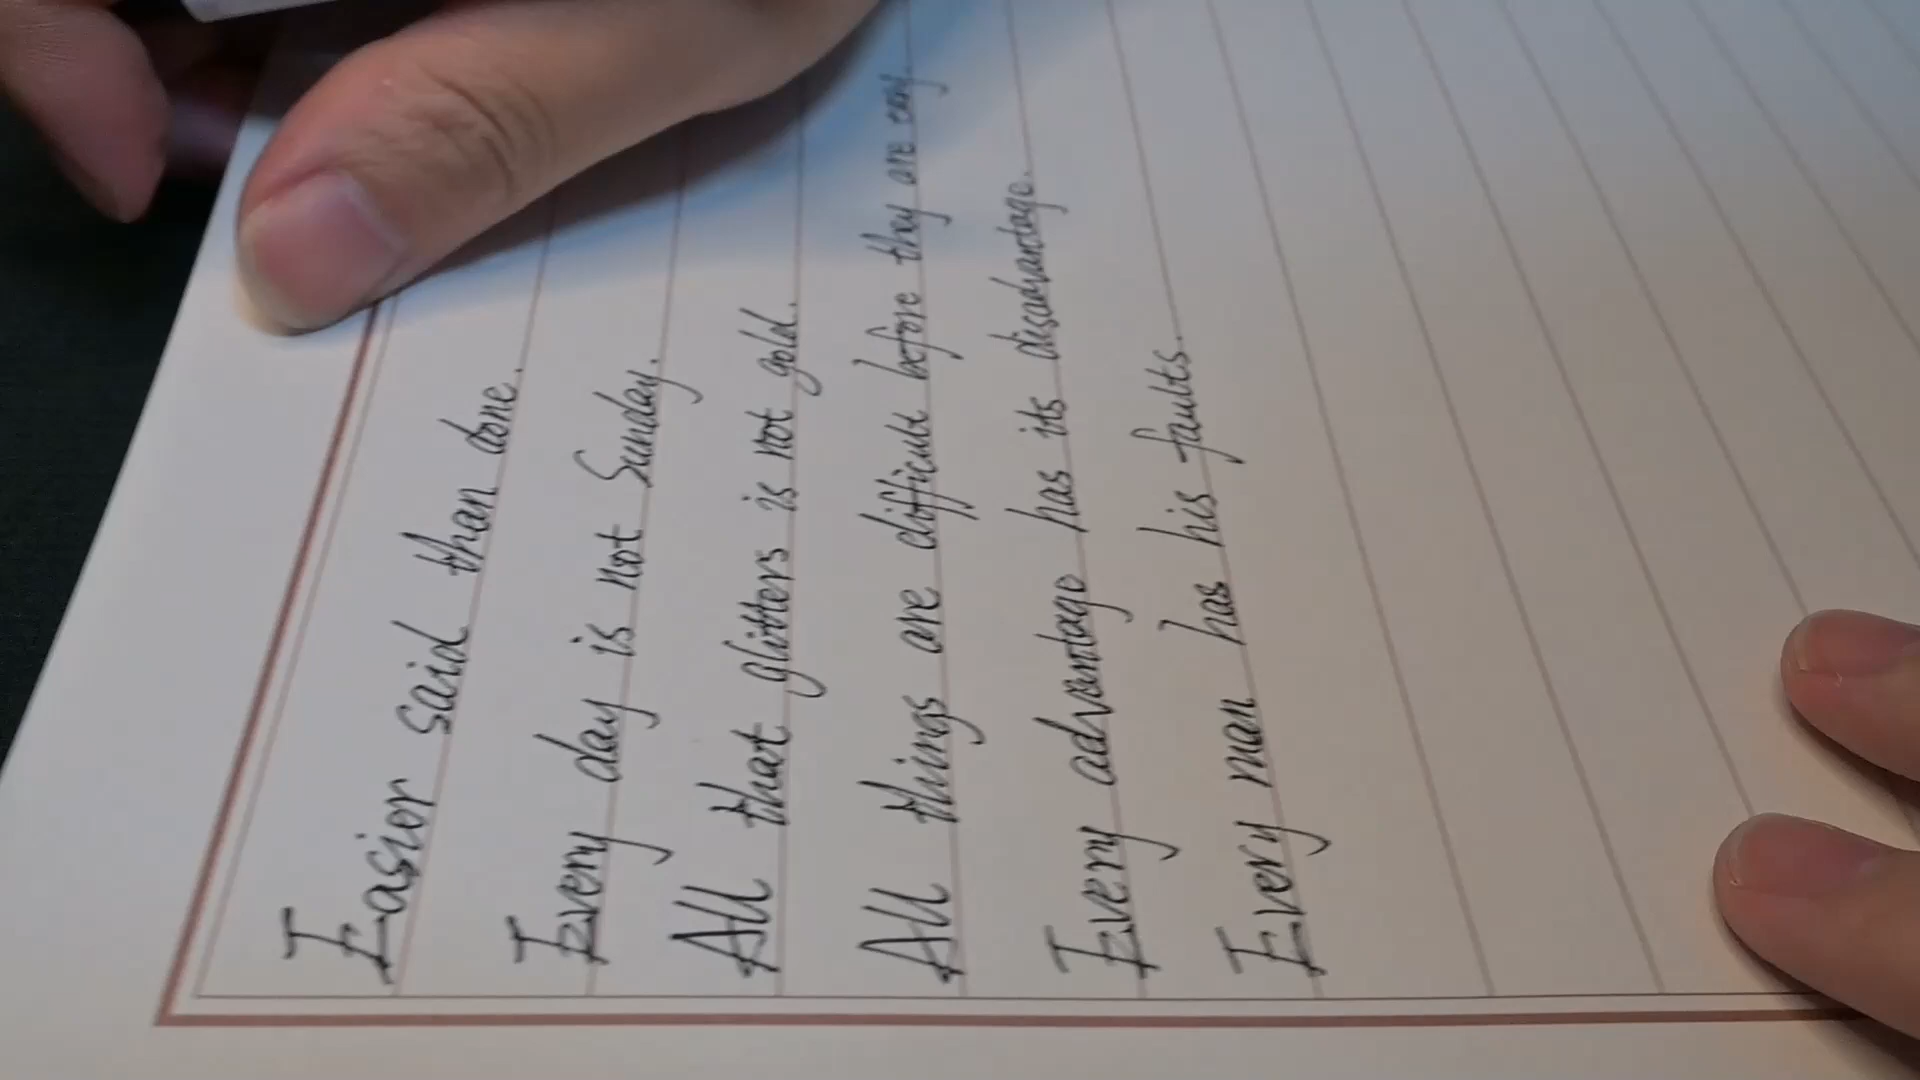 Easior said than done.
Every day is not Sunday.
All that glitters is not gold.
All things are difficult before they are easy.
Every advantage has its disadvantage.
Every man has his faults.